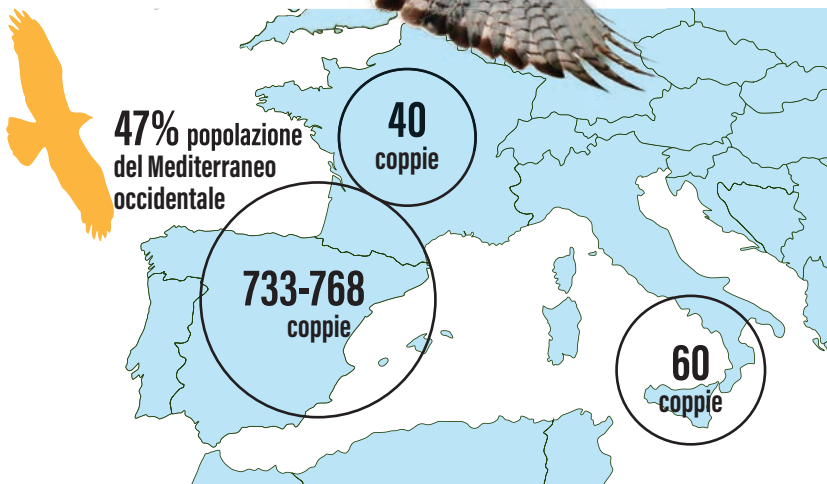 47% popolazione
del Mediterraneo
occidentale
40
coppie
733-768
coppie
60
coppie